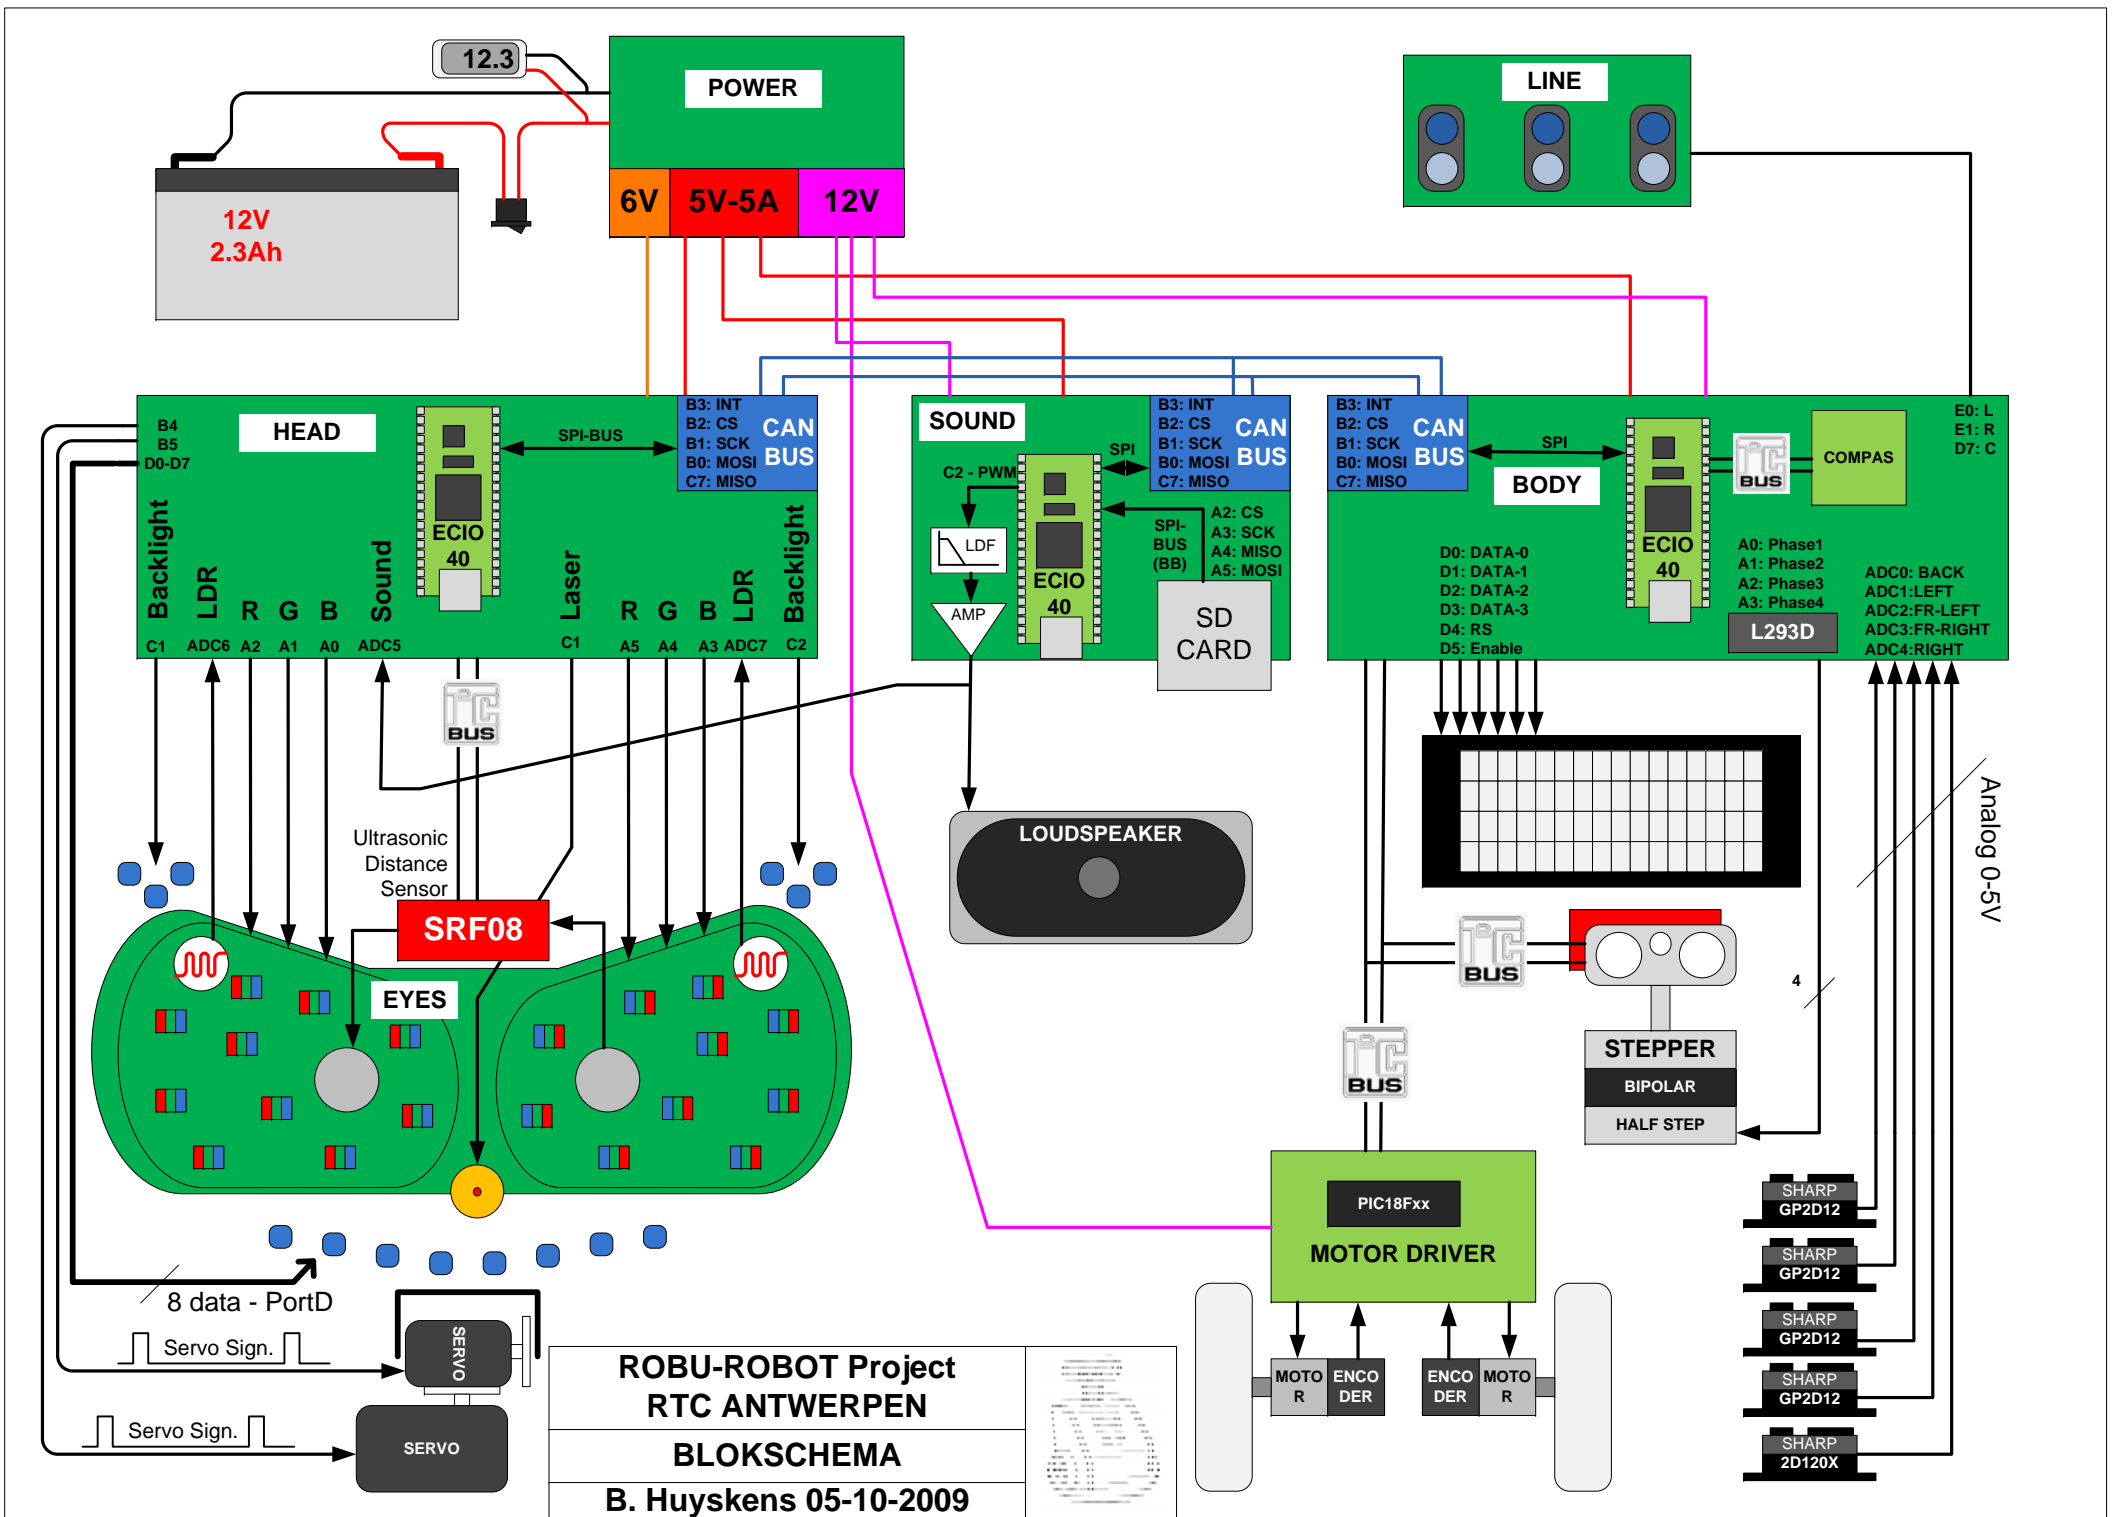 12.3
POWER
6V
5V-5A
12V
12V
2.3Ah
LINE
B4
B5
D0-D7
HEAD
SPI-BUS
B3: INT
B2: CS
B1: SCK
B0: MOSI
C7: MISO
CAN
BUS
ECIO
40
Backlight
LDR
R
G
B
Sound
Laser
R
G
B
LDR
Backlight
C1
ADC6
A2
A1
A0
ADC5
C1
A5
A4
A3
ADC7
C2
SOUND
B3: INT
B2: CS
B1: SCK
B0: MOSI
C7: MISO
CAN
BUS
SPI
C2 - PWM
LDF
AMP
ECIO
40
SPI-
BUS
(BB)
A2: CS
A3: SCK
A4: MISO
A5: MOSI
SD
CARD
B3: INT
B2: CS
B1: SCK
B0: MOSI
C7: MISO
CAN
BUS
SPI
BODY
ECIO
40
I²C
BUS
COMPAS
E0: L
E1: R
D7: C
D0: DATA-0
D1: DATA-1
D2: DATA-2
D3: DATA-3
D4: RS
D5: Enable
A0: Phase1
A1: Phase2
A2: Phase3
A3: Phase4
L293D
ADC0: BACK
ADC1:LEFT
ADC2:FR-LEFT
ADC3:FR-RIGHT
ADC4:RIGHT
I²C
BUS
Ultrasonic
Distance
Sensor
SRF08
EYES
LOUDSPEAKER
Analog 0-5V
I²C
BUS
4
I²C
BUS
STEPPER
BIPOLAR
HALF STEP
PIC18Fxx
MOTOR DRIVER
MOTO
R
ENCO
DER
ENCO
DER
MOTO
R
SHARP
GP2D12
SHARP
GP2D12
SHARP
GP2D12
SHARP
GP2D12
SHARP
2D120X
8 data - PortD
Servo Sign.
SERVO
Servo Sign.
SERVO
ROBU-ROBOT Project
RTC ANTWERPEN
BLOKSCHEMA
B. Huyskens 05-10-2009